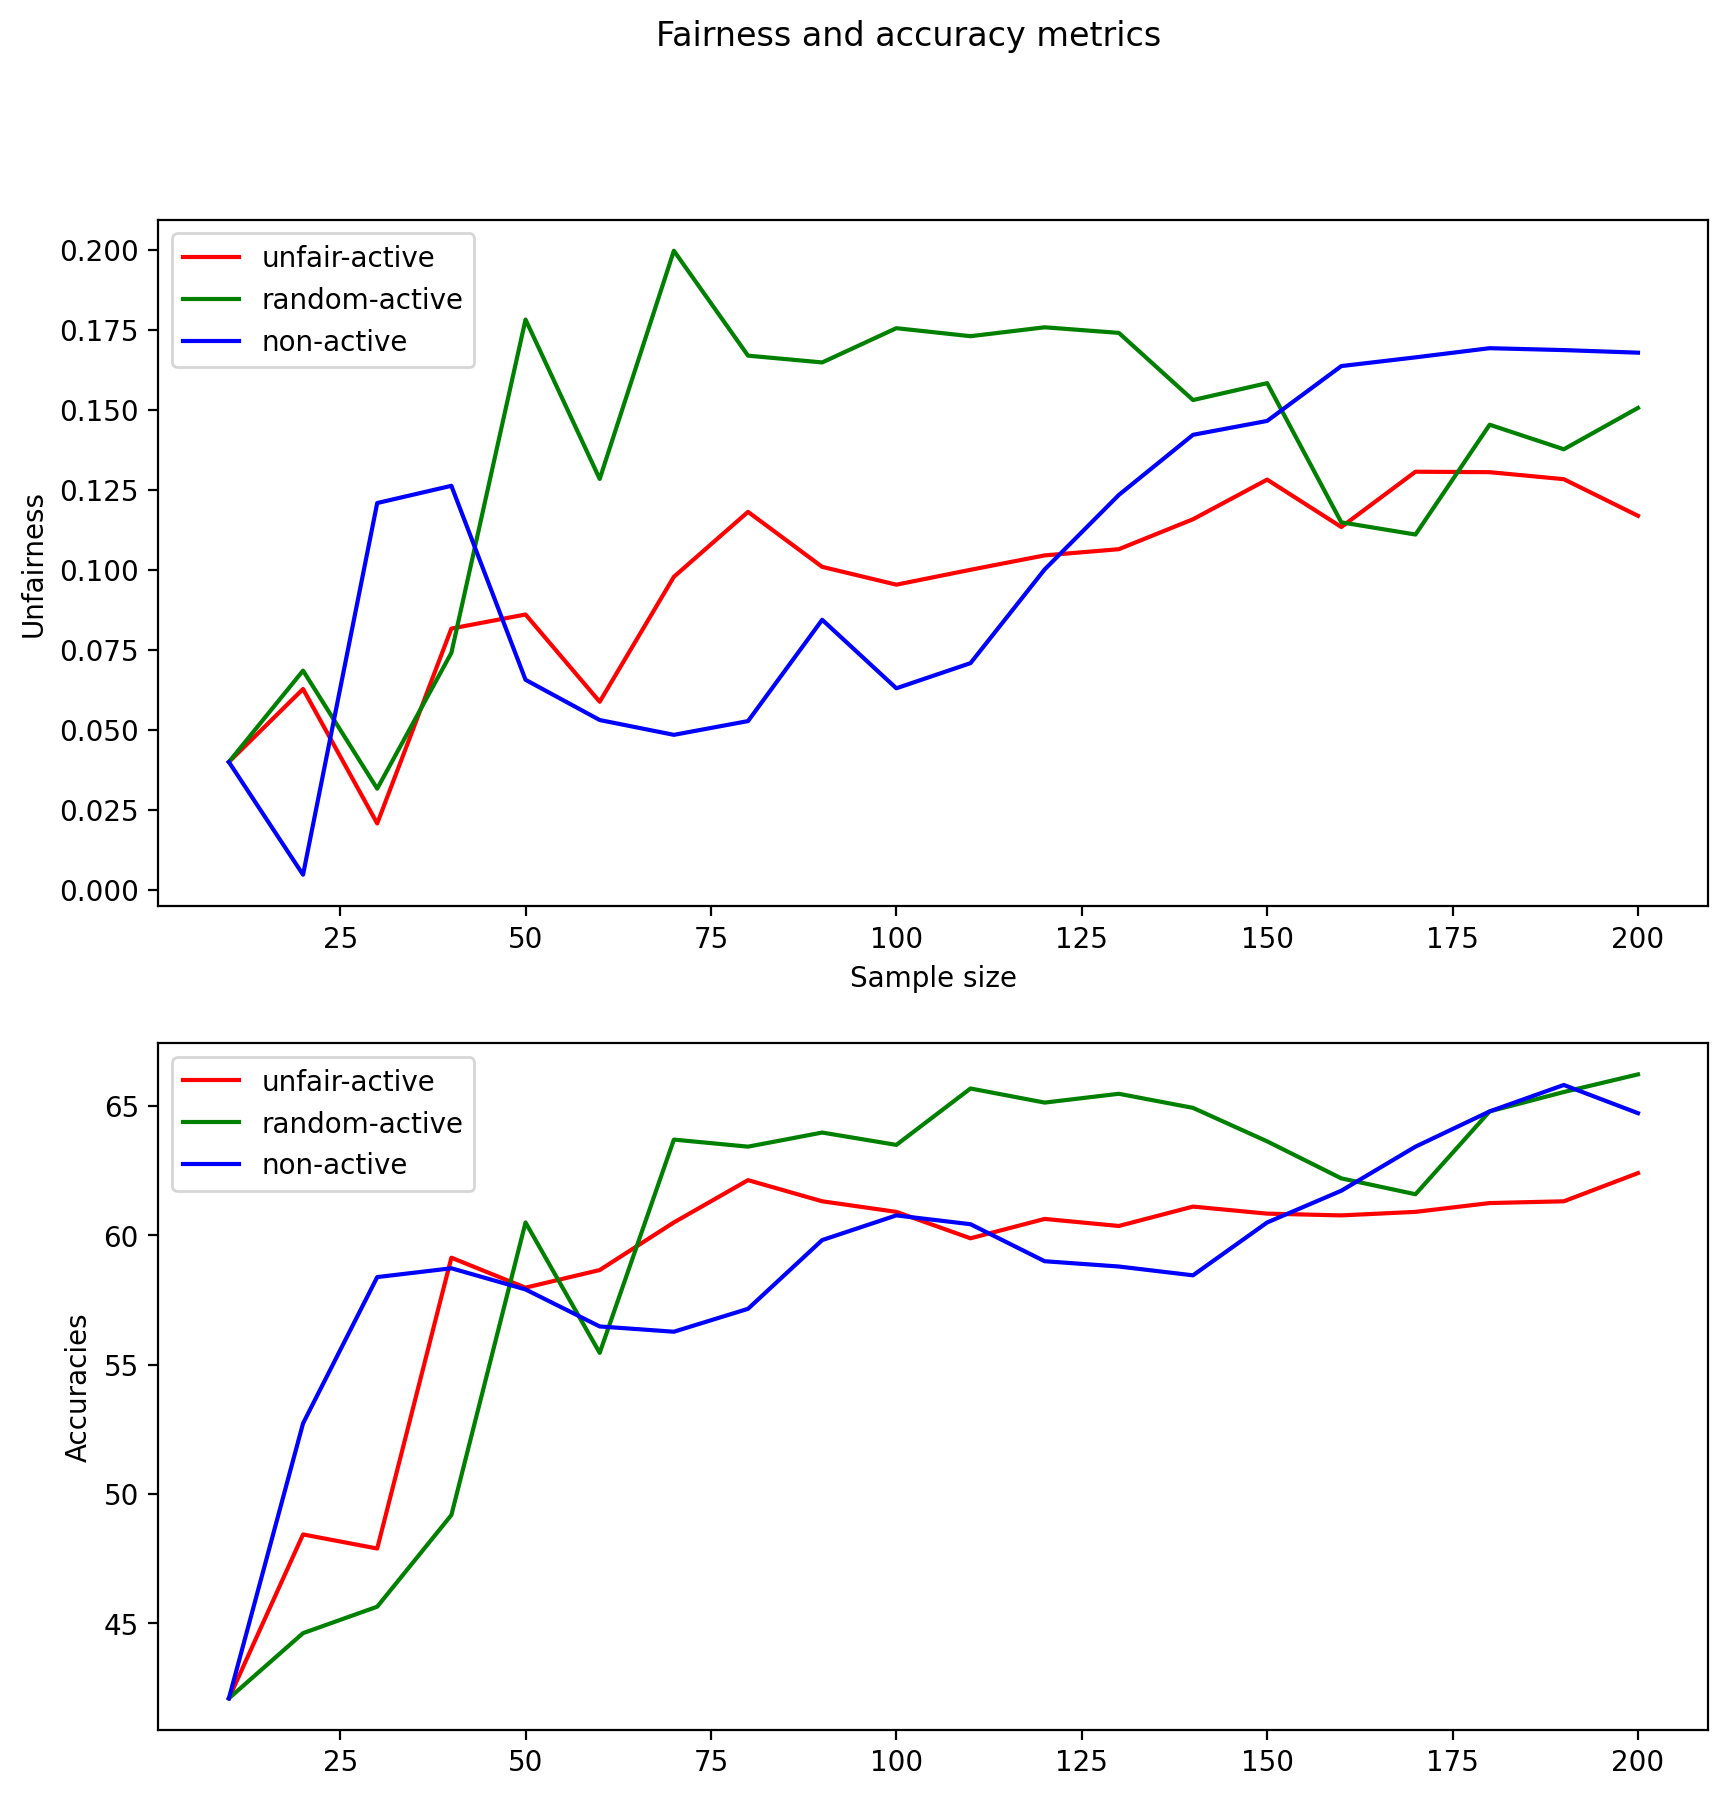 Fairness and accuracy metrics
unfair-active
random-active
non-active
Unfairness
0.200
0.175
0.150
0.125
0.100
0.075
0.050
0.025
0.000
25 50 75 100 125 150 175 200
Sample size
unfair-active
random-active
non-active
Accuracies
65
60
55
50
45
25 50 75 100 125 150 175 200